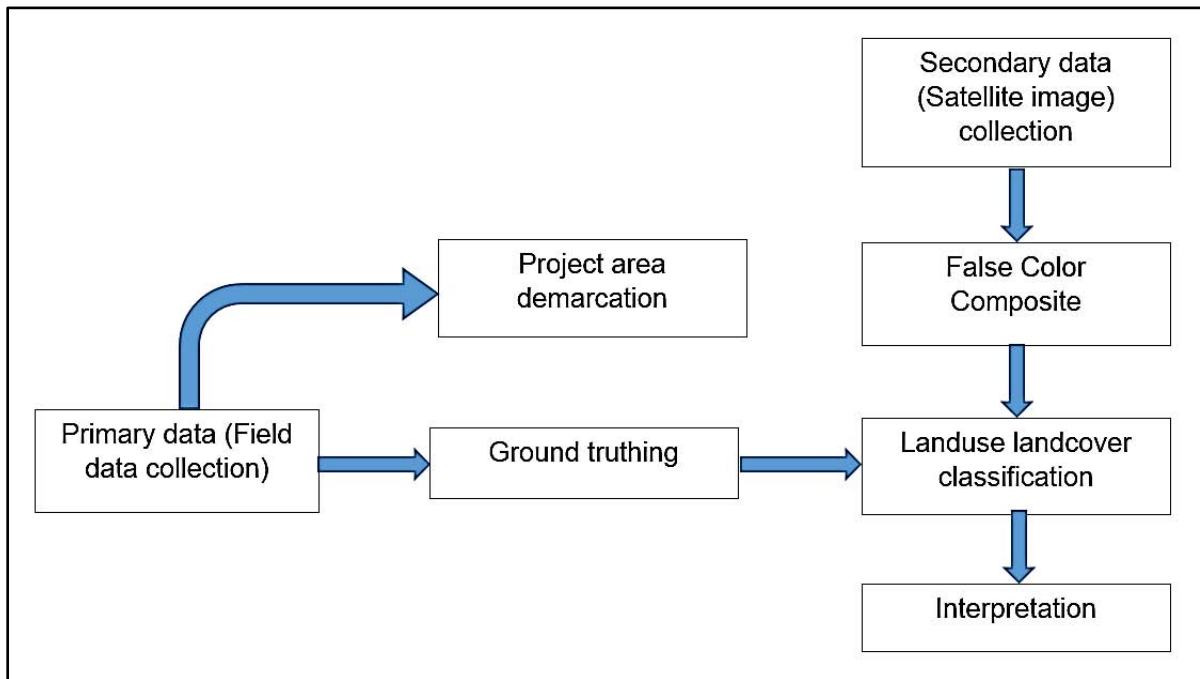 Secondary data
(Satellite image)
collection
Project area
demarcation
False Color
Composite
Primary data (Field
data collection)
Ground truthing
Landuse landcover
classification
Interpretation